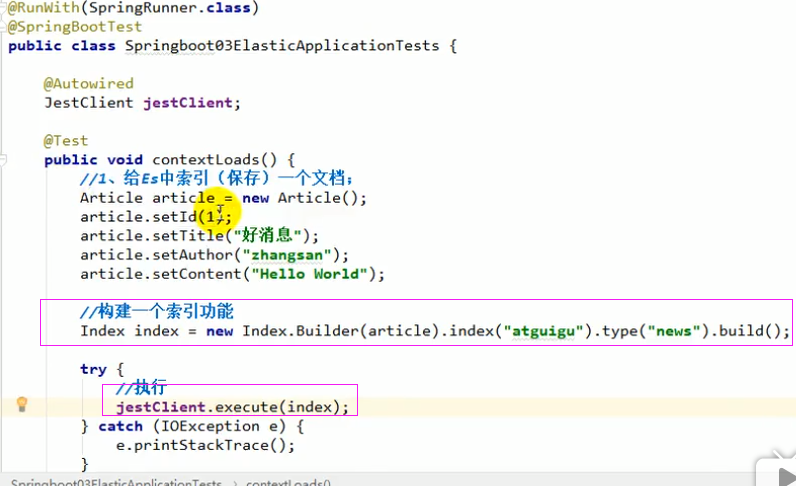 @RunWith(SpringRunner.class)
@SpringBootTest
public class Springboot03ElasticApplicationTests {
@Autowired
JestClient jestClient;
@Test
public void contextLoads() {
//1、给Es中索引（保存）一个文档；
Article article = new Article();
article.setId(1);
article.setTitle("好消息");
article.setAuthor("zhangsan");
article.setContent("Hello World");
//构建一个索引功能
Index index = new Index.Builder(article).index("atguigu").type("news").build();
try {
//执行
jestClient.execute(index);
} catch (IOException e) {
e.printStackTrace();
}
Springboot03ElasticApplicationTests > contextLoads()